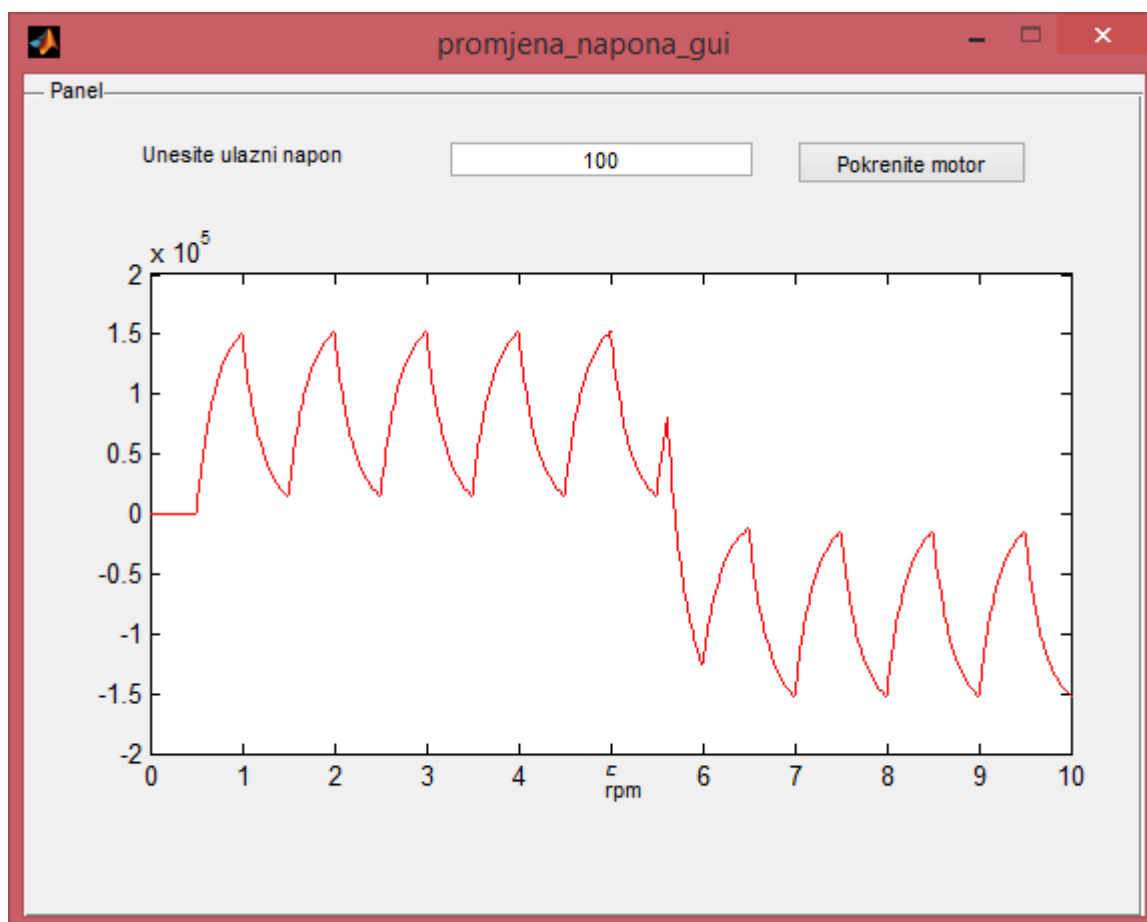 promjena_napona_gui
Panel
Unesite ulazni napon 100 Pokrenite motor
x 10^5
2
1.5
1
0.5
0
-0.5
-1
-1.5
-2
0 1 2 3 4 5 6 7 8 9 10
rpm